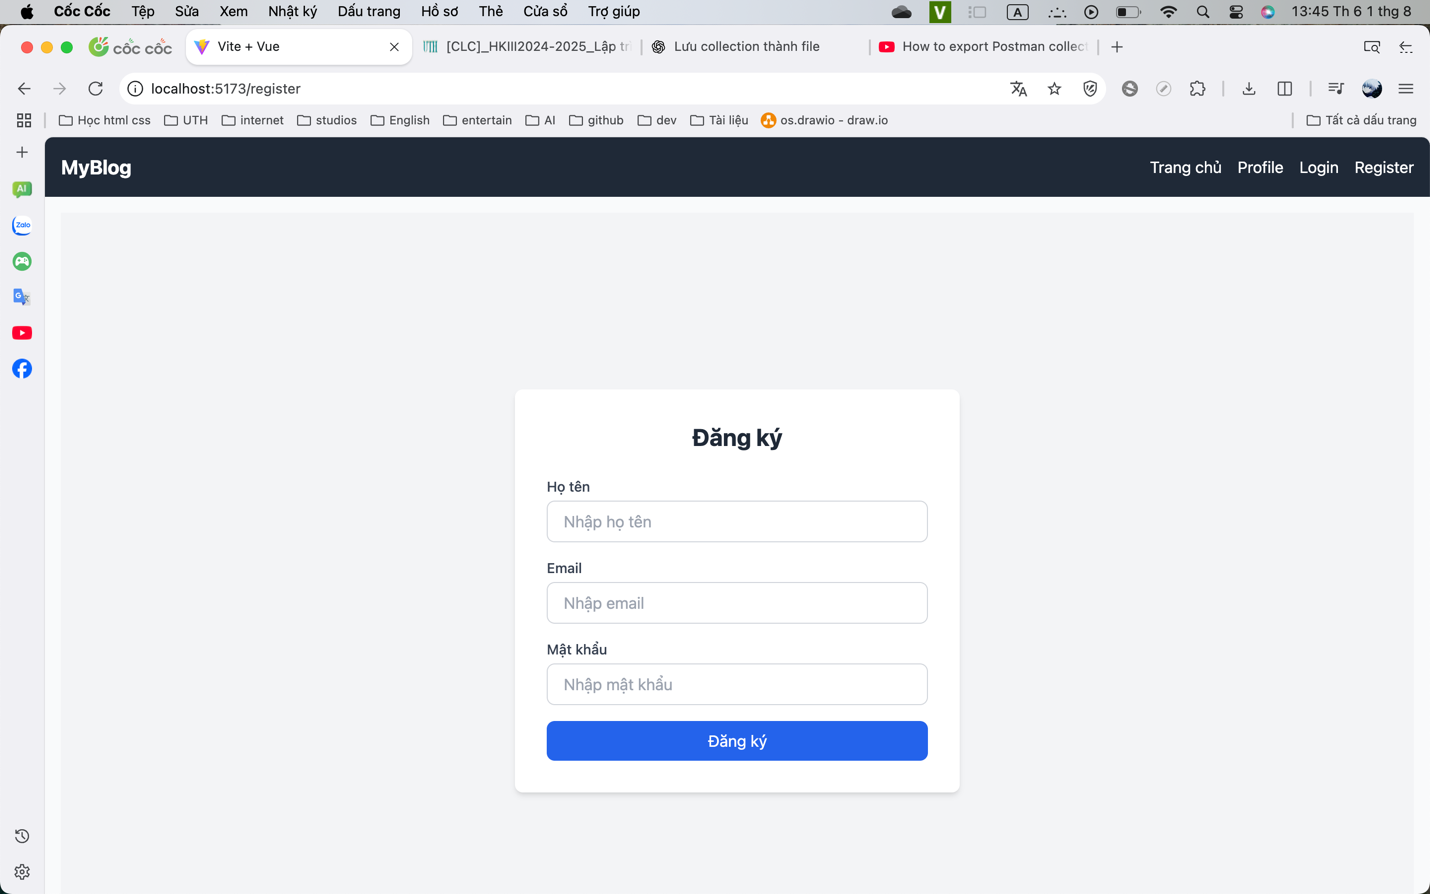 Cốc Cốc Tệp Sửa Xem Nhật ký Dấu trang Hồ sơ Thẻ Cửa sổ Trợ giúp V A 13:45 Th 6 1 thg 8
cốc cốc Vite + Vue [CLC]_HKIII2024-2025_Lập tr Lưu collection thành file How to export Postman collec
localhost:5173/register
Học html css UTH internet studios English entertain AI github dev Tài liệu os.drawio - draw.io Tất cả dấu trang
AI
Zalo
MyBlog Trang chủ Profile Login Register
Đăng ký
Họ tên
Nhập họ tên
Email
Nhập email
Mật khẩu
Nhập mật khẩu
Đăng ký